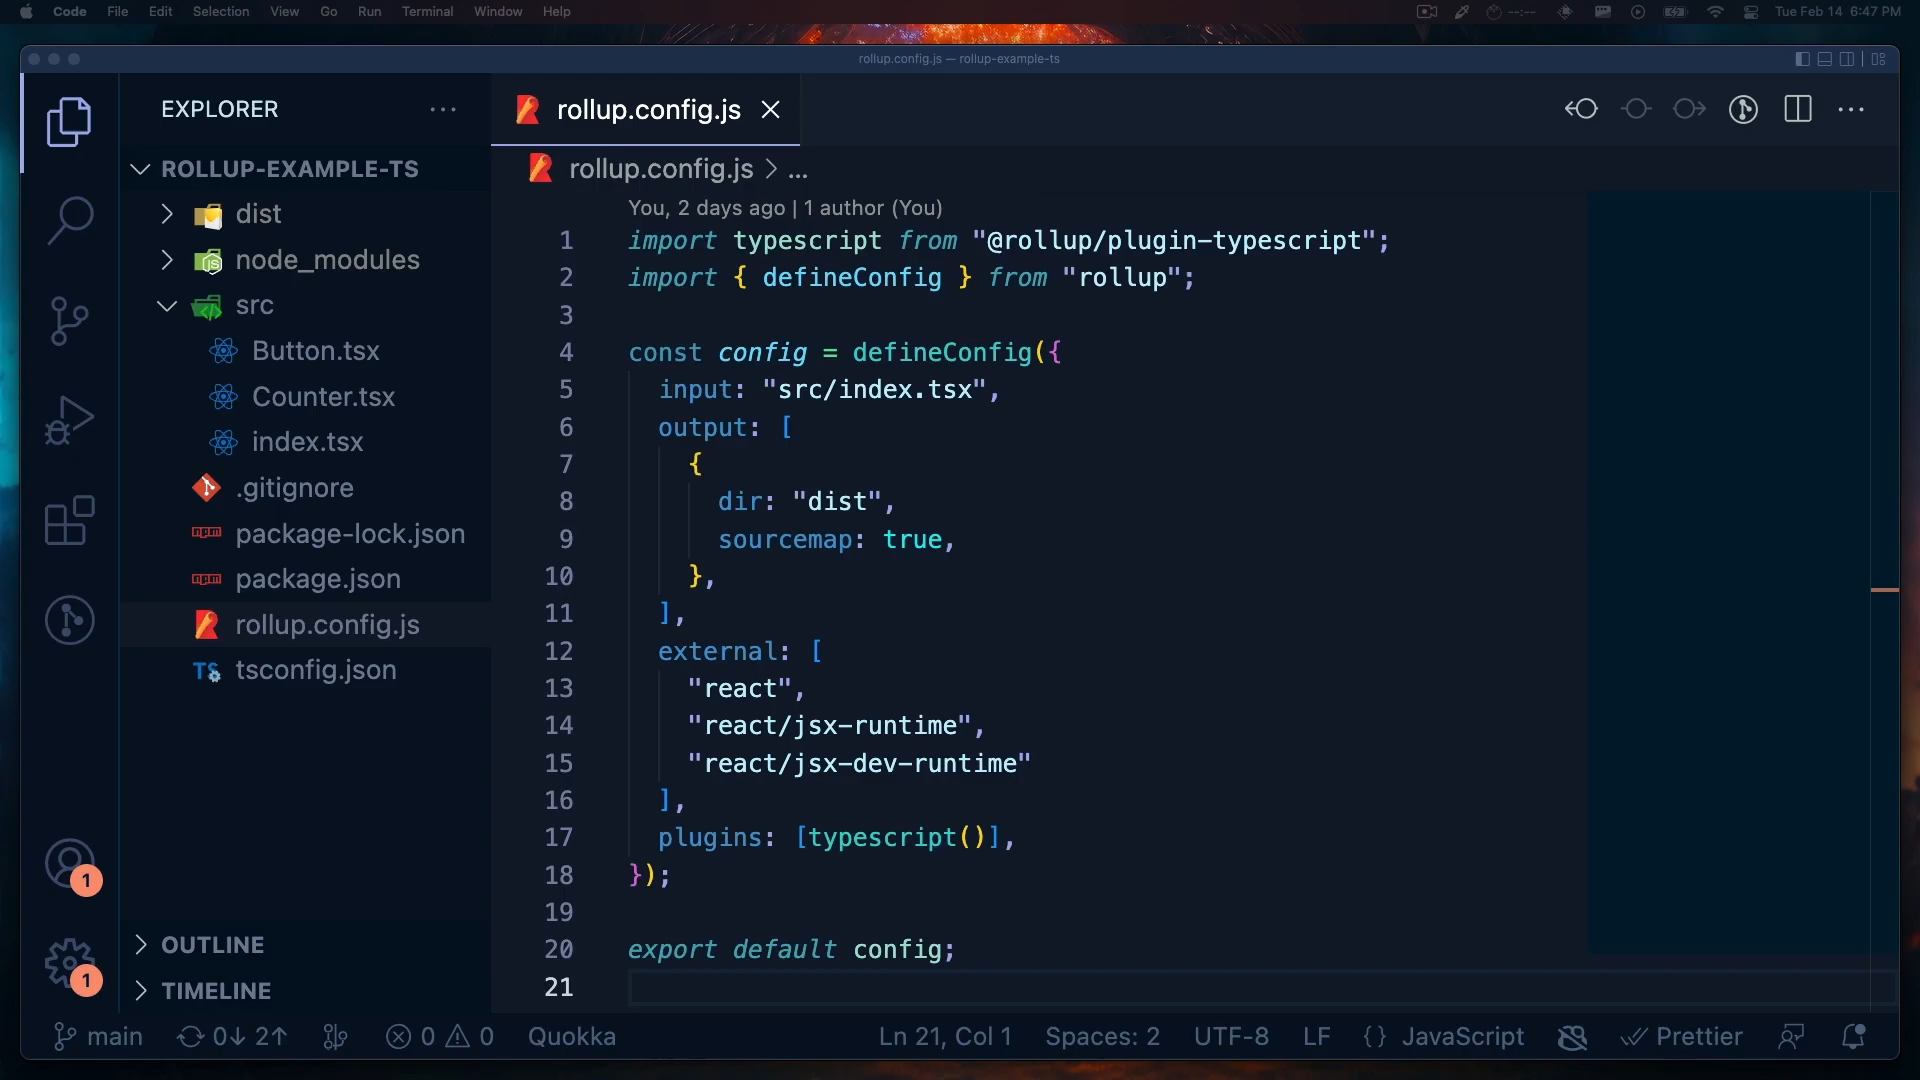 Code File Edit Selection View Go Run Terminal Window Help --:-- Tue Feb 14 6:47 PM
rollup.config.js — rollup-example-ts
EXPLORER
ROLLUP-EXAMPLE-TS
dist
node_modules
src
Button.tsx
Counter.tsx
index.tsx
.gitignore
package-lock.json
package.json
rollup.config.js
TS tsconfig.json
OUTLINE
TIMELINE
1
1
rollup.config.js
rollup.config.js > ...
You, 2 days ago | 1 author (You)
1 import typescript from "@rollup/plugin-typescript";
2 import { defineConfig } from "rollup";
3
4 const config = defineConfig({
5 input: "src/index.tsx",
6 output: [
7 {
8 dir: "dist",
9 sourcemap: true,
10 },
11 ],
12 external: [
13 "react",
14 "react/jsx-runtime",
15 "react/jsx-dev-runtime"
16 ],
17 plugins: [typescript()],
18 });
19
20 export default config;
21
main 0↓ 2↑ 0 0 Quokka Ln 21, Col 1 Spaces: 2 UTF-8 LF {} JavaScript Prettier